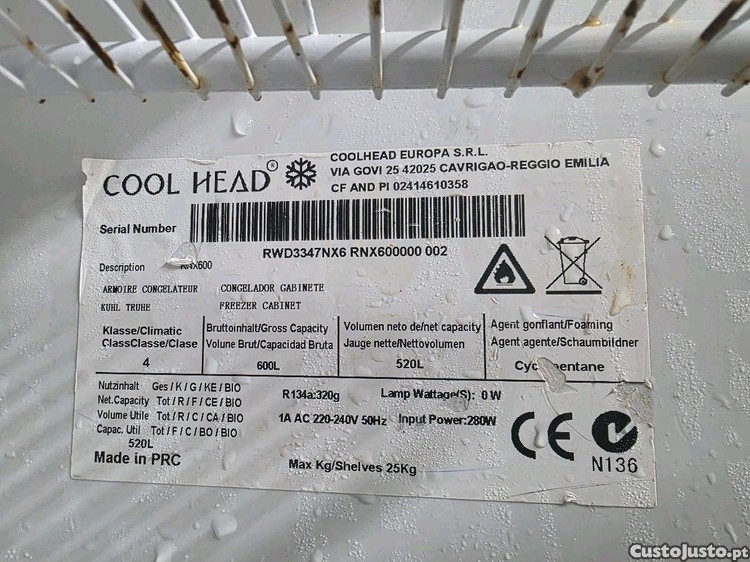 COOL HEAD®
COOLHEAD EUROPA S.R.L.
VIA GOVI 25 42025 CAVRIGAO-REGGIO EMILIA
CF AND PI 02414610358
Serial Number
RWD3347NX6 RNX600000 002
Description RNX600
ARMOIRE CONGELATEUR CONGELADOR GABINETE
KUHL TRUHE FREEZER CABINET
Klasse/Climatic
ClassClasse/Clase
4
Bruttoinhalt/Gross Capacity
Volune Brut/Capacidad Bruta
600L
Volumen neto de/net capacity
Jauge nette/Nettovolumen
520L
Agent gonflant/Foaming
Agent agente/Schaumbildner
Cyclopentane
Nutzinhalt Ges/K/G/KE/BIO
Net.Capacity Tot/R/F/CE/BIO
Volume Utile Tot/R/C/CA/BIO
Capac. Util Tot/F/C/BO/BIO
520L
R134a:320g Lamp Wattage(S): 0 W
1A AC 220-240V 50Hz Input Power:280W
Made in PRC
Max Kg/Shelves 25Kg
CE
N136
CustoJusto.pt